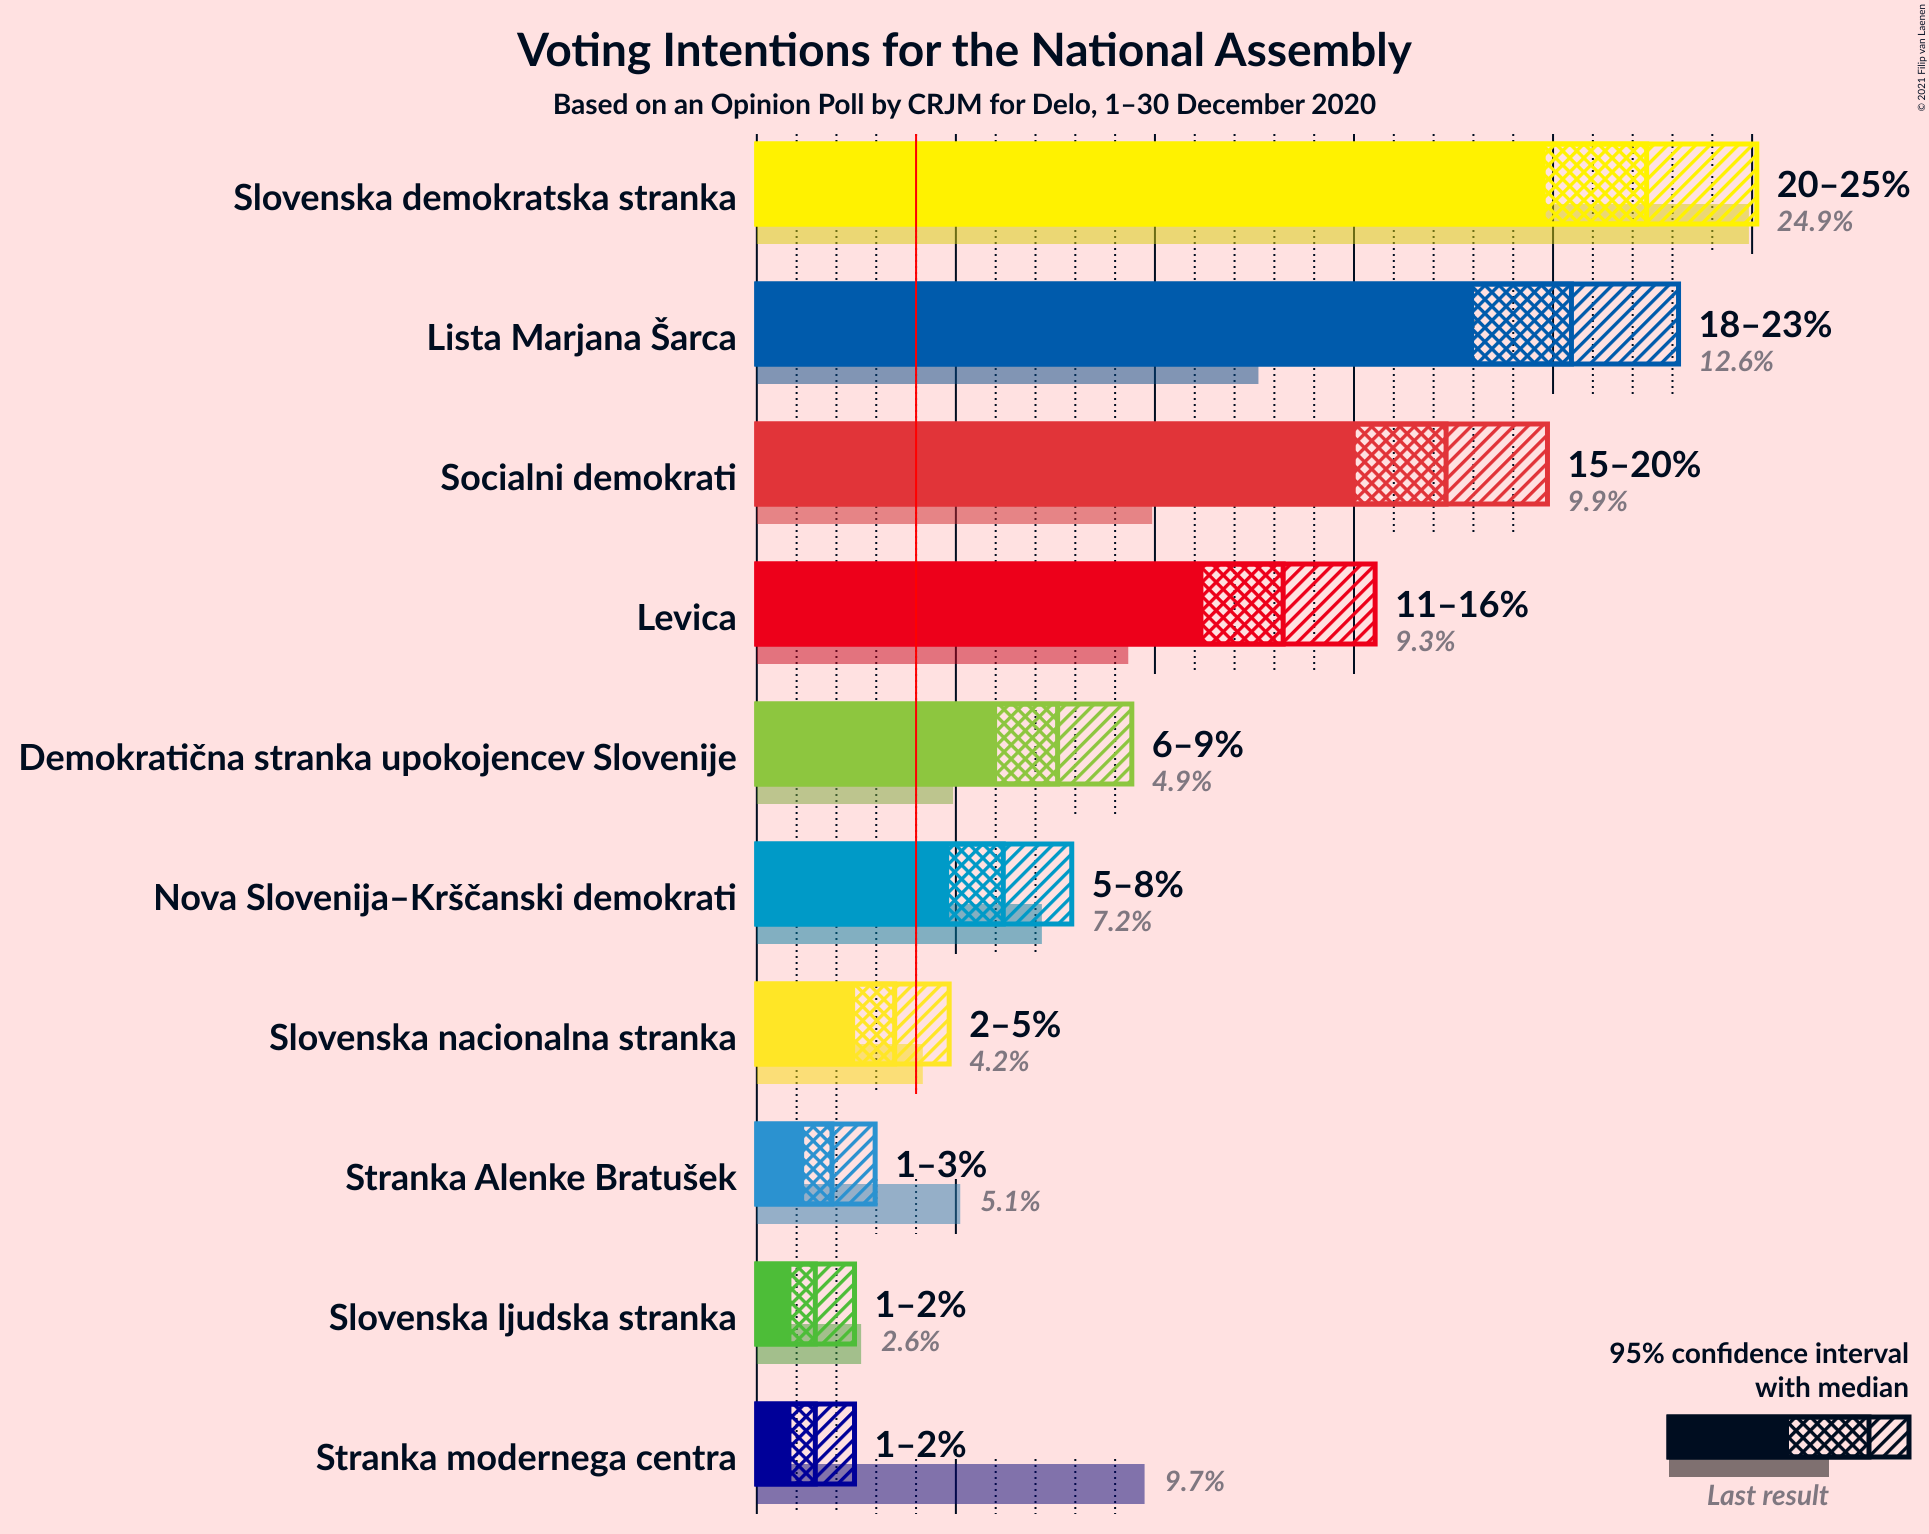 Voting Intentions for the National Assembly
Based on an Opinion Poll by CRJM for Delo, 1–30 December 2020
© 2021 Filip van Laenen
Slovenska demokratska stranka
20–25%
24.9%
Lista Marjana Šarca
18–23%
12.6%
Socialni demokrati
15–20%
9.9%
Levica
11–16%
9.3%
Demokratična stranka upokojencev Slovenije
6–9%
4.9%
Nova Slovenija–Krščanski demokrati
5–8%
7.2%
Slovenska nacionalna stranka
2–5%
4.2%
Stranka Alenke Bratušek
1–3%
5.1%
Slovenska ljudska stranka
1–2%
2.6%
Stranka modernega centra
1–2%
9.7%
95% confidence interval
with median
Last result